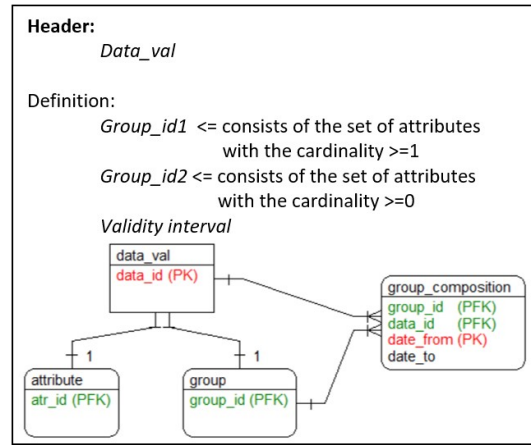 Header:
Data_val
Definition:
Group_id1 <= consists of the set of attributes
with the cardinality >=1
Group_id2 <= consists of the set of attributes
with the cardinality >=0
Validity interval
data_val
data_id (PK)
group_composition
group_id (PFK)
data_id (PFK)
date_from (PK)
date_to
1
1
attribute
atr_id (PFK)
group
group_id (PFK)